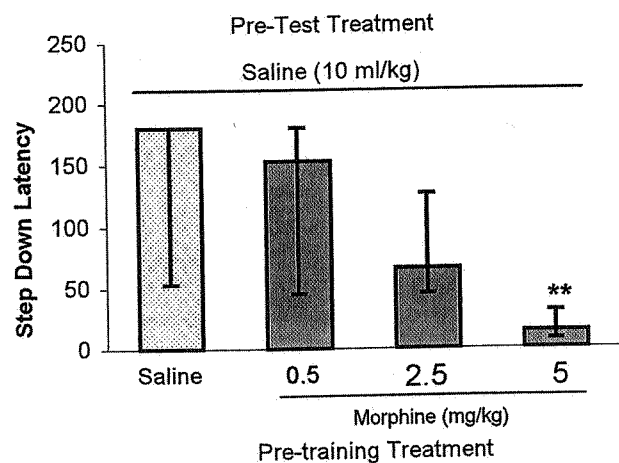 Pre-Test Treatment
Saline (10 ml/kg)
Step Down Latency
250
200
150
100
50
0
**
Saline 0.5 2.5 5
Morphine (mg/kg)
Pre-training Treatment